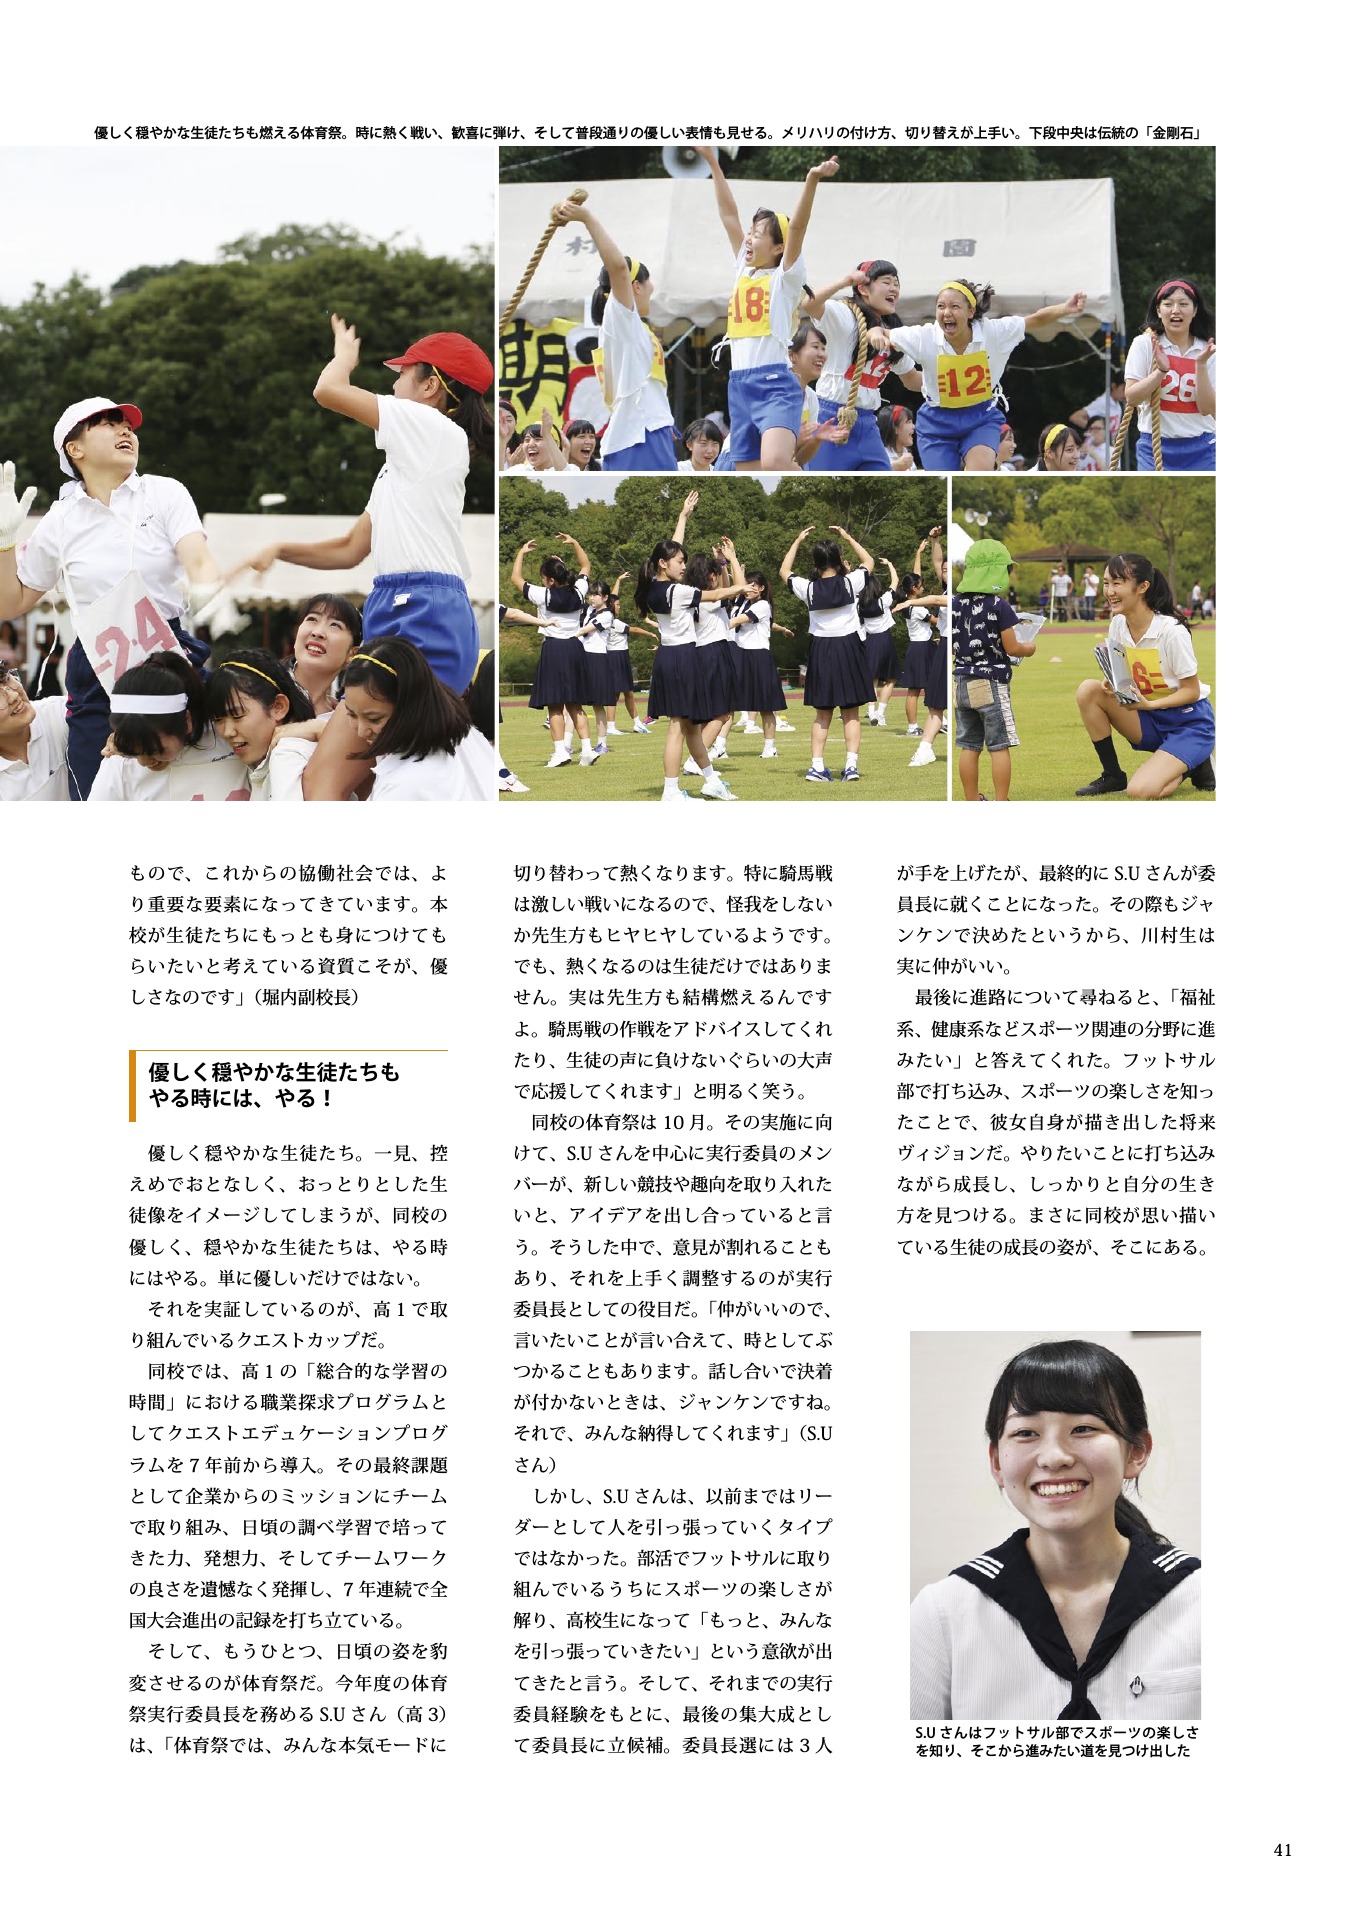 優しく穏やかな生徒たちも燃える体育祭。時に熱く戦い、歓喜に弾け、そして普段通りの優しい表情も見せる。メリハリの付け方、切り替えが上手い。下段中央は伝統の「金剛石」
村
園
期
18
12
12
26
24
6
もので、これからの協働社会では、よ
り重要な要素になってきています。本
校が生徒たちにもっとも身につけても
らいたいと考えている資質こそが、優
しさなのです」（堀内副校長）
優しく穏やかな生徒たちも
やる時には、やる！
優しく穏やかな生徒たち。一見、控
えめでおとなしく、おっとりとした生
徒像をイメージしてしまうが、同校の
優しく、穏やかな生徒たちは、やる時
にはやる。単に優しいだけではない。
それを実証しているのが、高 1 で取
り組んでいるクエストカップだ。
同校では、高 1 の「総合的な学習の
時間」における職業探求プログラムと
してクエストエデュケーションプログ
ラムを 7 年前から導入。その最終課題
として企業からのミッションにチーム
で取り組み、日頃の調べ学習で培って
きた力、発想力、そしてチームワーク
の良さを遺憾なく発揮し、7 年連続で全
国大会進出の記録を打ち立ている。
そして、もうひとつ、日頃の姿を豹
変させるのが体育祭だ。今年度の体育
祭実行委員長を務める S.U さん（高 3）
は、「体育祭では、みんな本気モードに
切り替わって熱くなります。特に騎馬戦
は激しい戦いになるので、怪我をしない
か先生方もヒヤヒヤしているようです。
でも、熱くなるのは生徒だけではありま
せん。実は先生方も結構燃えるんです
よ。騎馬戦の作戦をアドバイスしてくれ
たり、生徒の声に負けないぐらいの大声
で応援してくれます」と明るく笑う。
同校の体育祭は 10 月。その実施に向
けて、S.U さんを中心に実行委員のメン
バーが、新しい競技や趣向を取り入れた
いと、アイデアを出し合っていると言
う。そうした中で、意見が割れることも
あり、それを上手く調整するのが実行
委員長としての役目だ。「仲がいいので、
言いたいことが言い合えて、時としてぶ
つかることもあります。話し合いで決着
が付かないときは、ジャンケンですね。
それで、みんな納得してくれます」（S.U
さん）
しかし、S.U さんは、以前まではリー
ダーとして人を引っ張っていくタイプ
ではなかった。部活でフットサルに取り
組んでいるうちにスポーツの楽しさが
解り、高校生になって「もっと、みんな
を引っ張っていきたい」という意欲が出
てきたと言う。そして、それまでの実行
委員経験をもとに、最後の集大成とし
て委員長に立候補。委員長選には 3 人
が手を上げたが、最終的に S.U さんが委
員長に就くことになった。その際もジャ
ンケンで決めたというから、川村生は
実に仲がいい。
最後に進路について尋ねると、「福祉
系、健康系などスポーツ関連の分野に進
みたい」と答えてくれた。フットサル
部で打ち込み、スポーツの楽しさを知っ
たことで、彼女自身が描き出した将来
ヴィジョンだ。やりたいことに打ち込み
ながら成長し、しっかりと自分の生き
方を見つける。まさに同校が思い描い
ている生徒の成長の姿が、そこにある。
S.U さんはフットサル部でスポーツの楽しさ
を知り、そこから進みたい道を見つけ出した
41